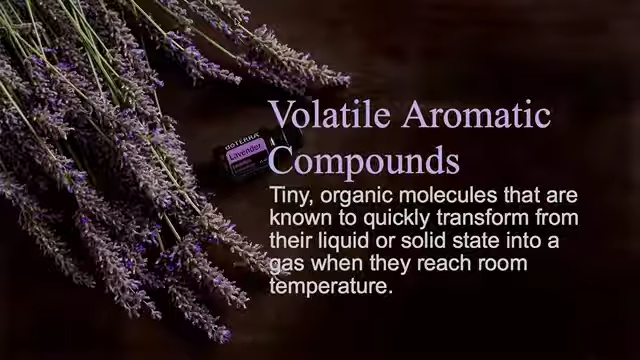 Volatile Aromatic
Compounds
dōTERRA
Lavender
Tiny, organic molecules that are
known to quickly transform from
their liquid or solid state into a
gas when they reach room
temperature.